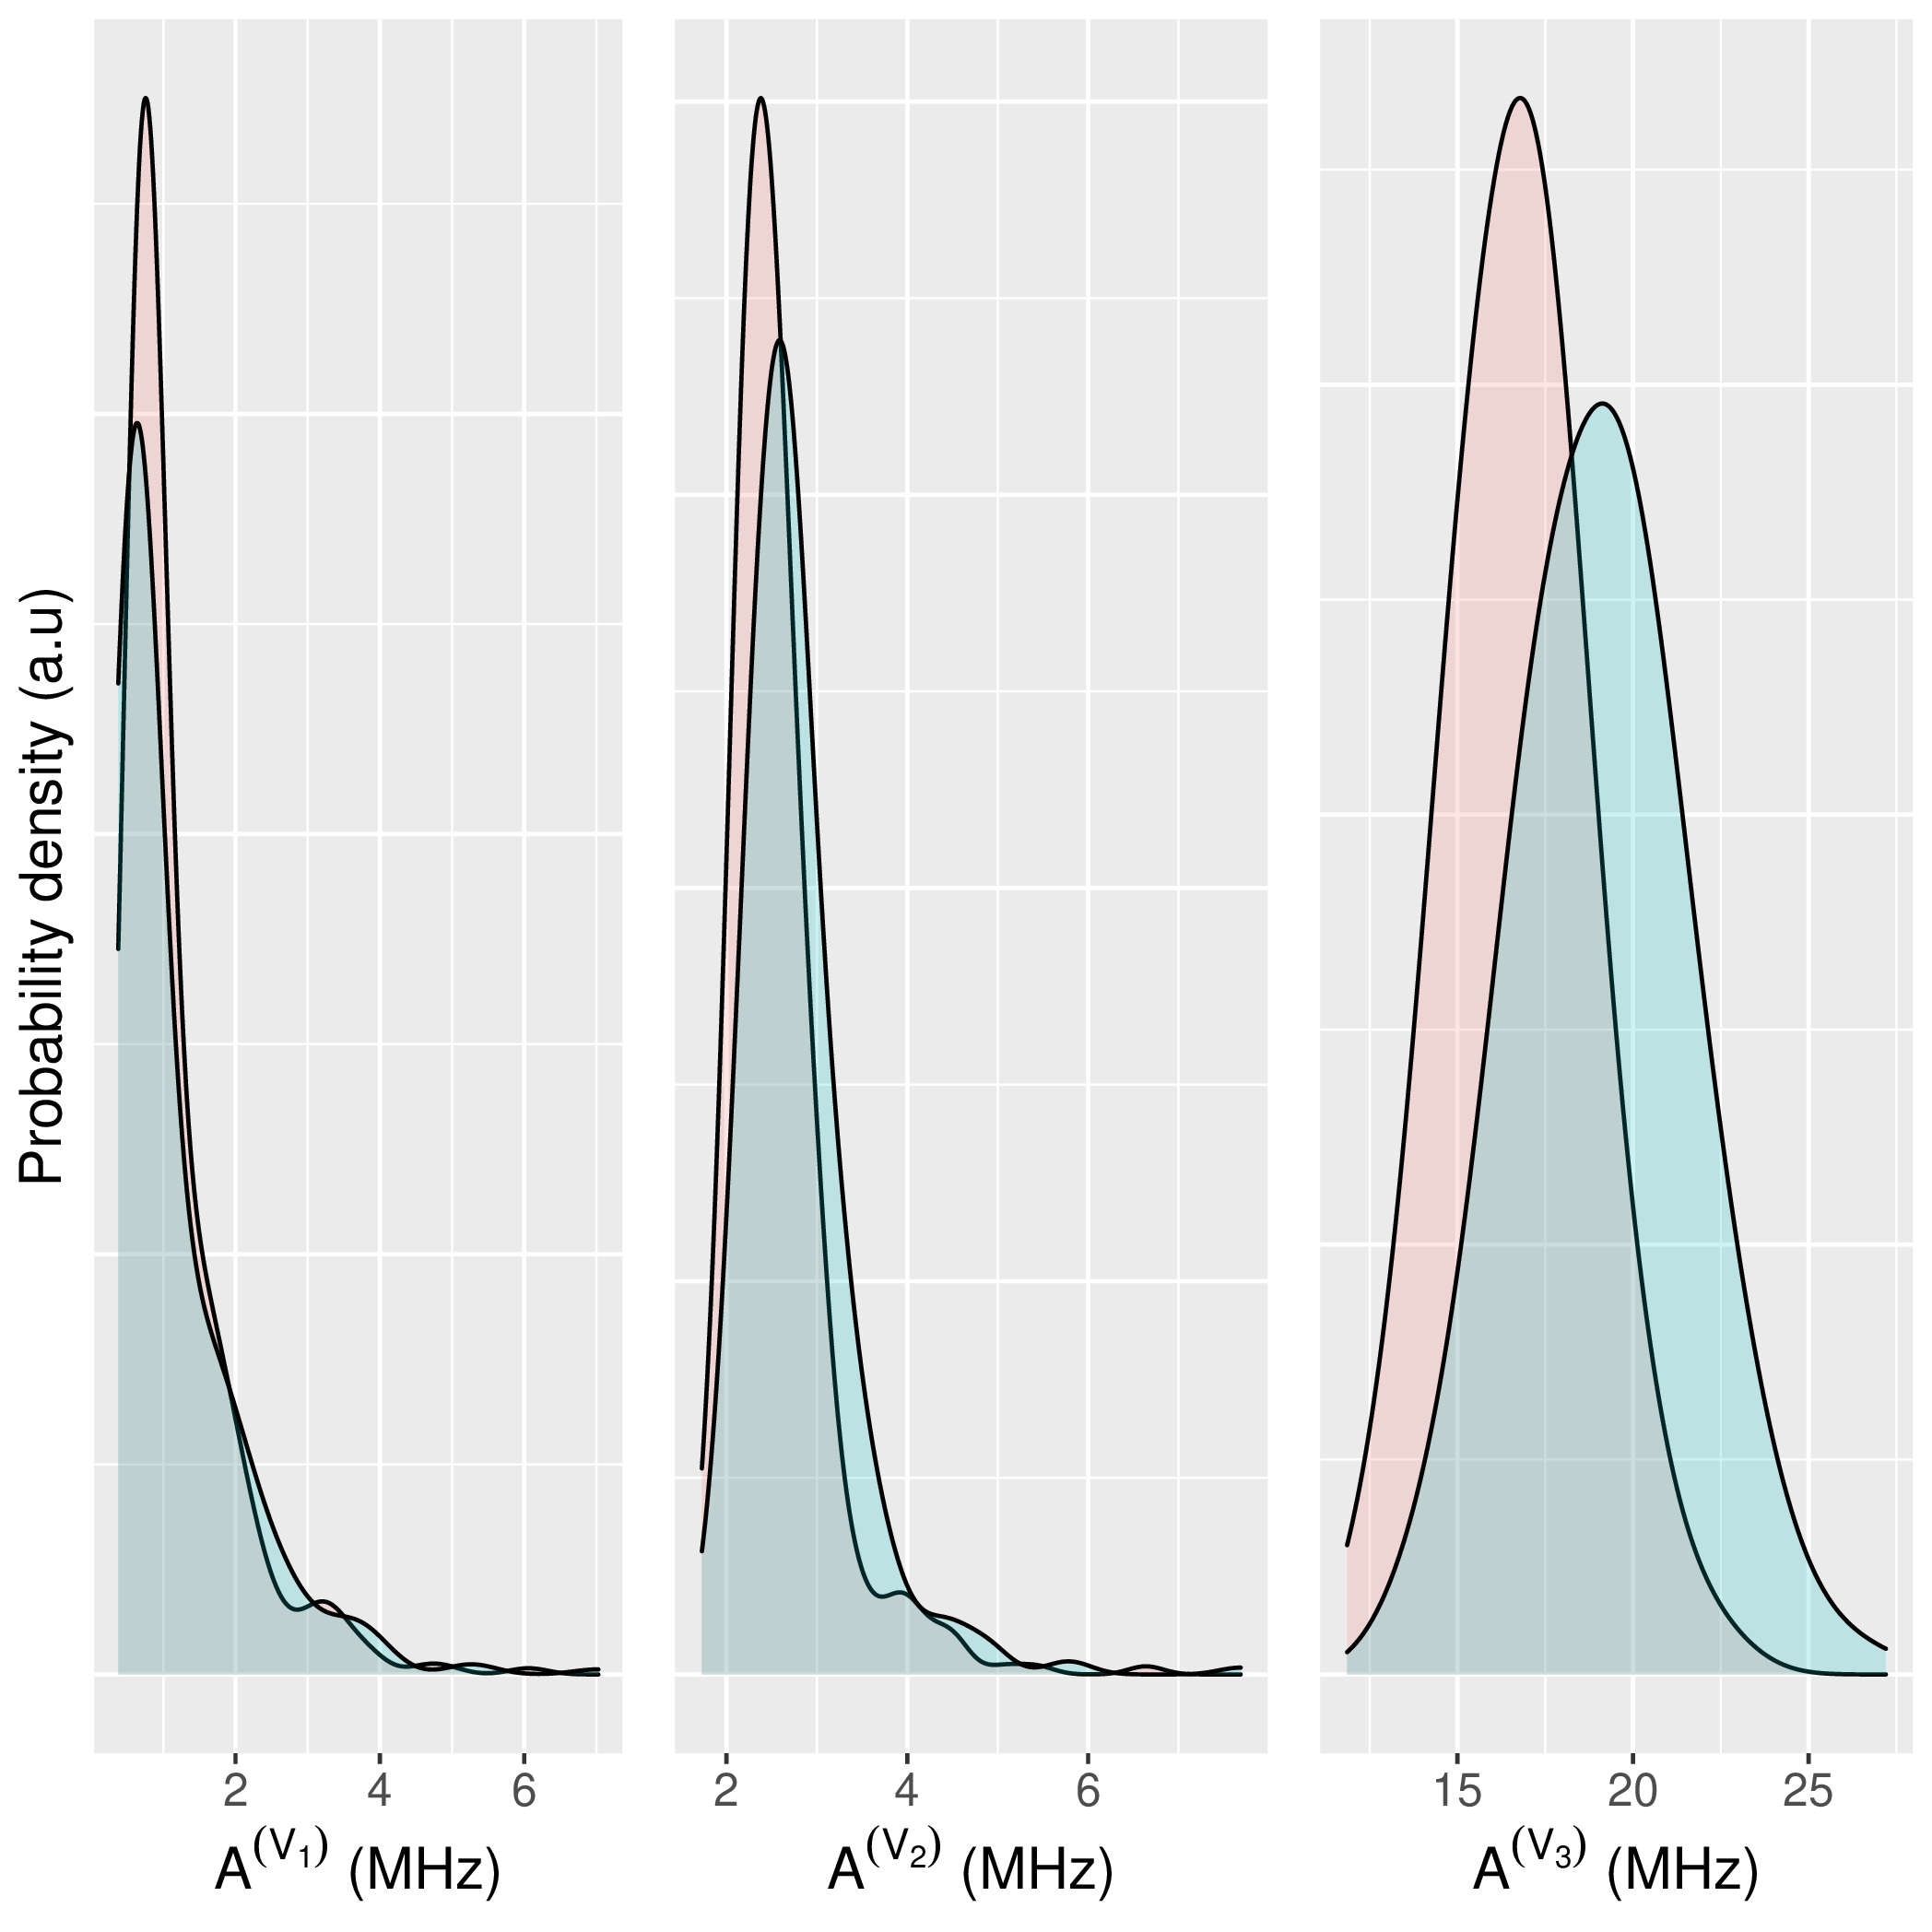 Probability density (a.u)
2 4 6
2 4 6
15 20 25
A(V1) (MHz)
A(V2) (MHz)
A(V3) (MHz)